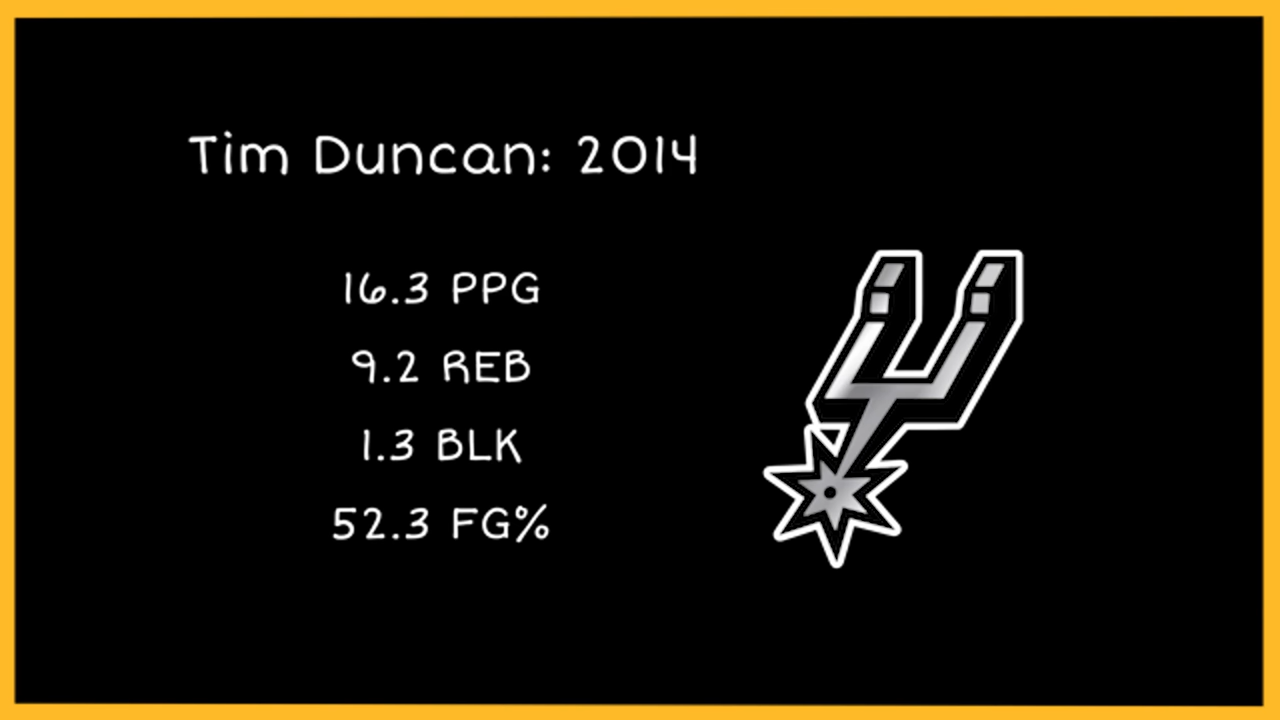 Tim Duncan: 2014
16.3 PPG
9.2 REB
1.3 BLK
52.3 FG%